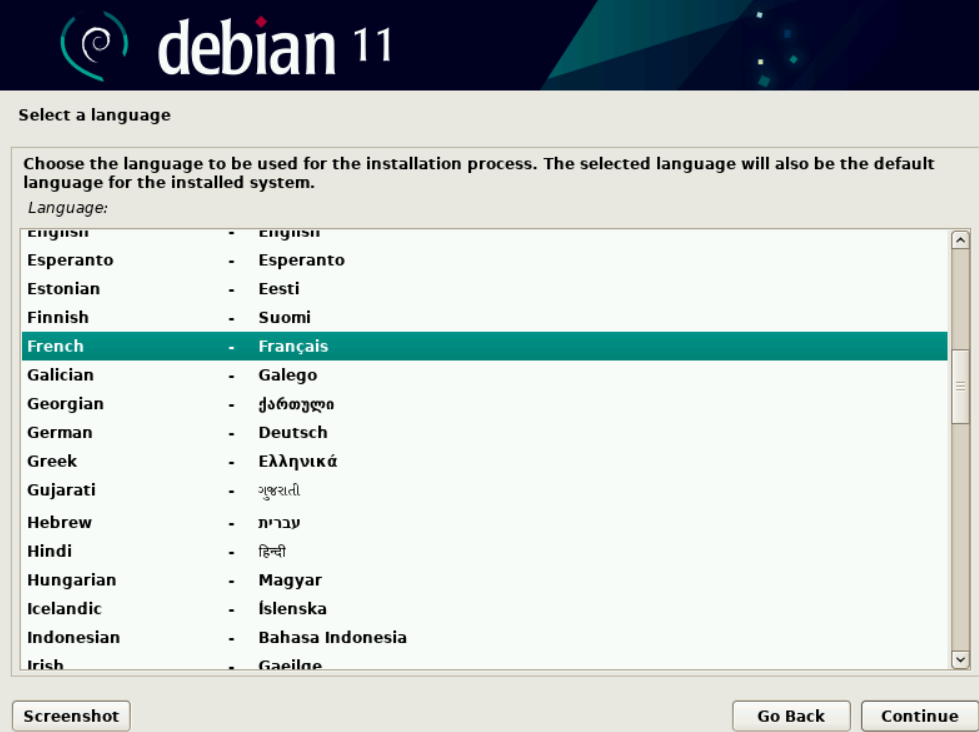 debian 11
Select a language
Choose the language to be used for the installation process. The selected language will also be the default
language for the installed system.
Language:
English - English
Esperanto - Esperanto
Estonian - Eesti
Finnish - Suomi
French - Français
Galician - Galego
Georgian - ქართული
German - Deutsch
Greek - Ελληνικά
Gujarati - ગુજરાતી
Hebrew - עברית
Hindi - हिन्दी
Hungarian - Magyar
Icelandic - Íslenska
Indonesian - Bahasa Indonesia
Irish - Gaeilge
Screenshot Go Back Continue